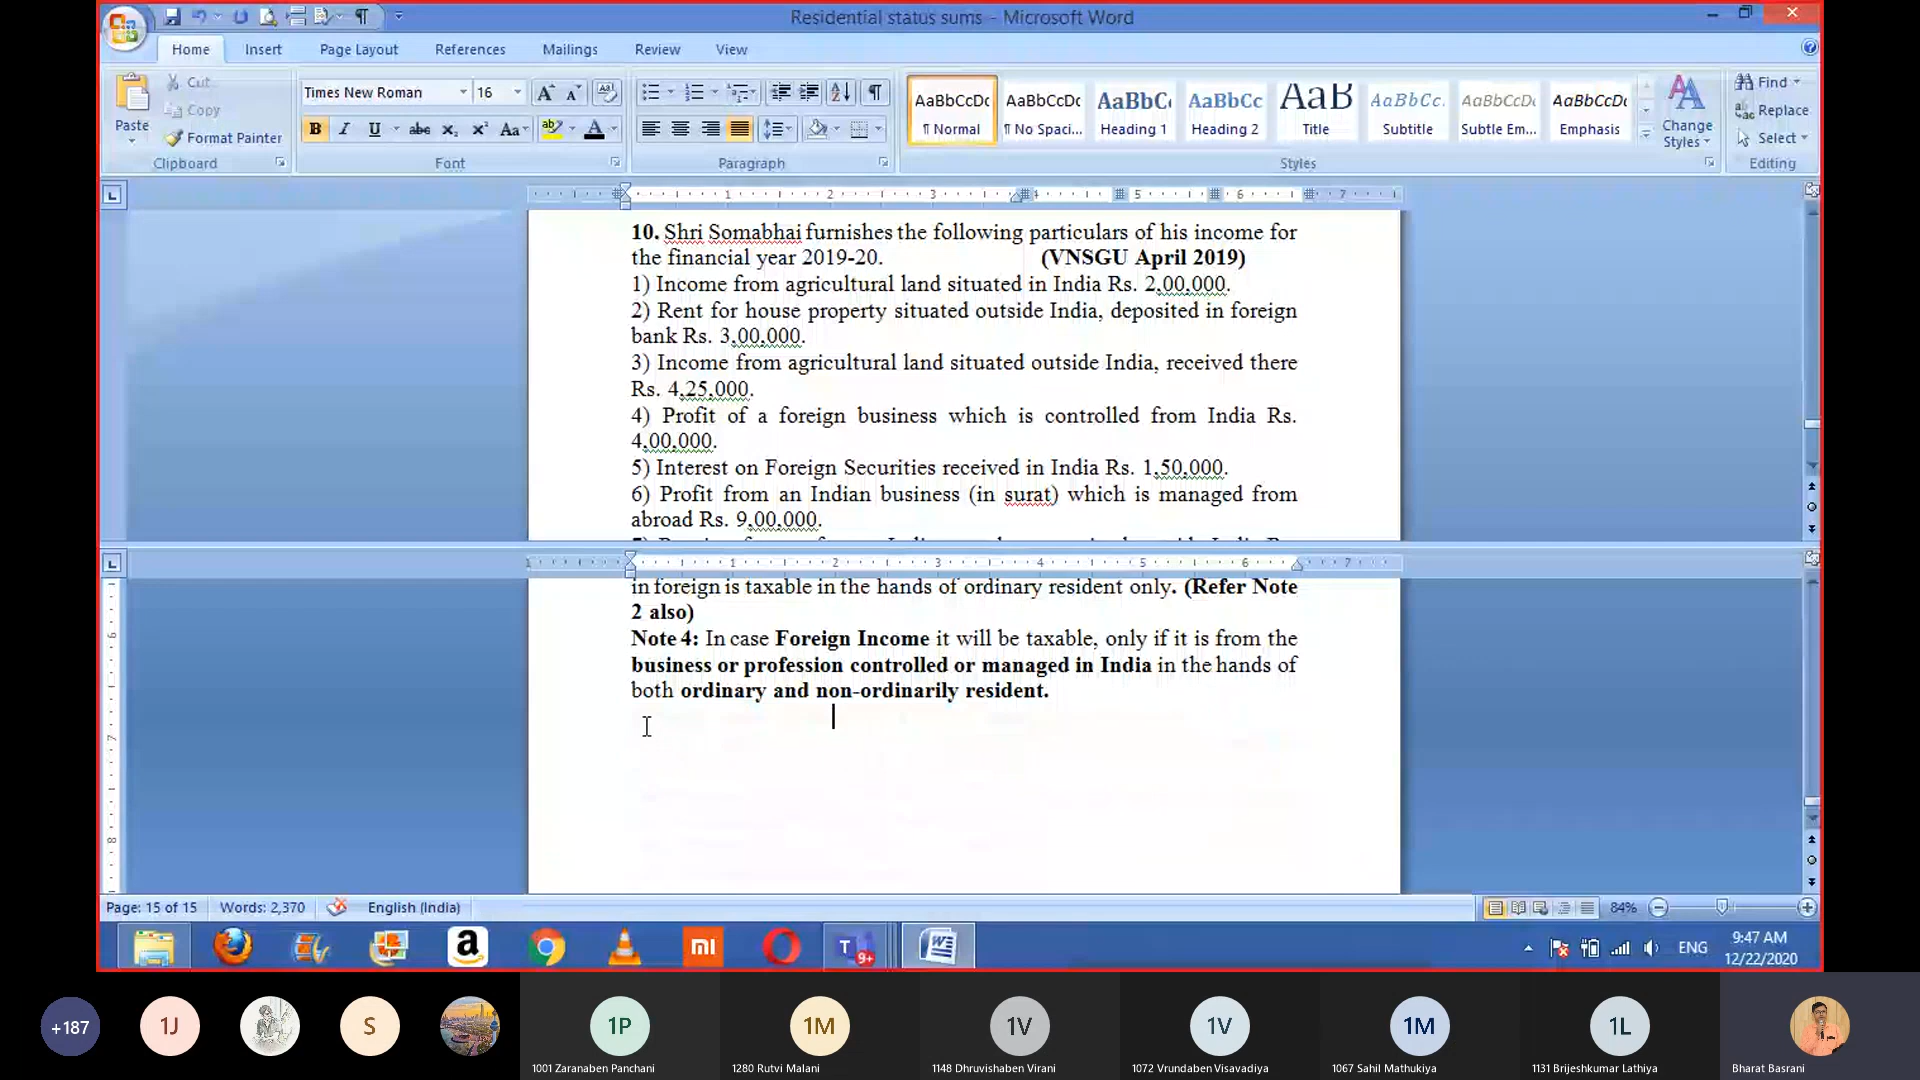 Residential status sums - Microsoft Word
Home Insert Page Layout References Mailings Review View
Paste
Cut
Copy
Format Painter
Clipboard
Times New Roman 16
Font
Paragraph
AaBbCcDc AaBbCcDc AaBbC AaBbCc AaB AaBbCc. AaBbCcDc AaBbCcDc
¶ Normal ¶ No Spaci... Heading 1 Heading 2 Title Subtitle Subtle Em... Emphasis
Change Styles
Styles
Find
Replace
Select
Editing
10. Shri Somabhai furnishes the following particulars of his income for
the financial year 2019-20. (VNSGU April 2019)
1) Income from agricultural land situated in India Rs. 2,00,000.
2) Rent for house property situated outside India, deposited in foreign
bank Rs. 3,00,000.
3) Income from agricultural land situated outside India, received there
Rs. 4,25,000.
4) Profit of a foreign business which is controlled from India Rs.
4,00,000.
5) Interest on Foreign Securities received in India Rs. 1,50,000.
6) Profit from an Indian business (in surat) which is managed from
abroad Rs. 9,00,000.
in foreign is taxable in the hands of ordinary resident only. (Refer Note
2 also)
Note 4: In case Foreign Income it will be taxable, only if it is from the
business or profession controlled or managed in India in the hands of
both ordinary and non-ordinarily resident.
Page: 15 of 15 Words: 2,370 English (India) 84%
9+
ENG
9:47 AM
12/22/2020
+187 1J S 1P 1M 1V 1V 1M 1L
1001 Zaranaben Panchani 1280 Rutvi Malani 1148 Dhruvishaben Virani 1072 Vrundaben Visavadiya 1067 Sahil Mathukiya 1131 Brijeshkumar Lathiya Bharat Basrani